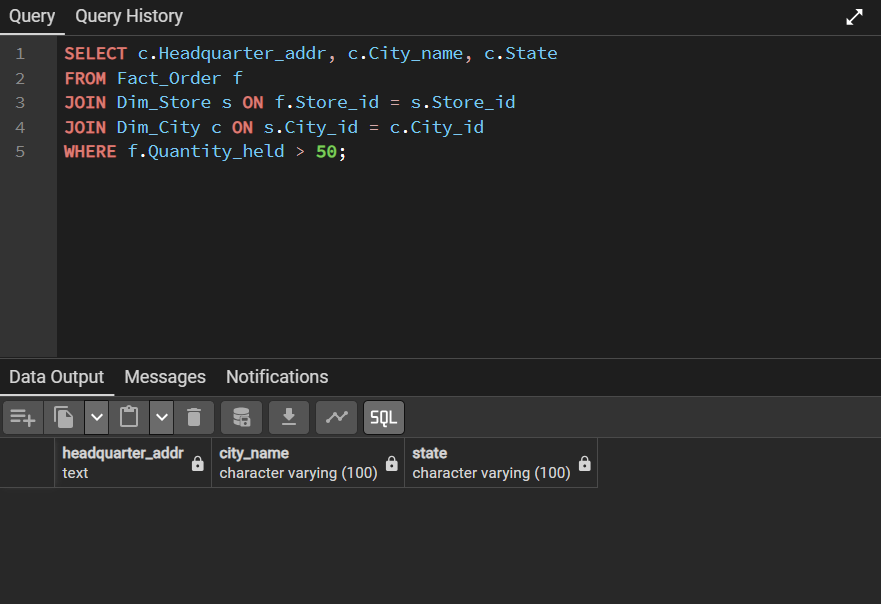 Query Query History
1 SELECT c.Headquarter_addr, c.City_name, c.State
2 FROM Fact_Order f
3 JOIN Dim_Store s ON f.Store_id = s.Store_id
4 JOIN Dim_City c ON s.City_id = c.City_id
5 WHERE f.Quantity_held > 50;
Data Output Messages Notifications
SQL
headquarter_addr city_name state
text character varying (100) character varying (100)